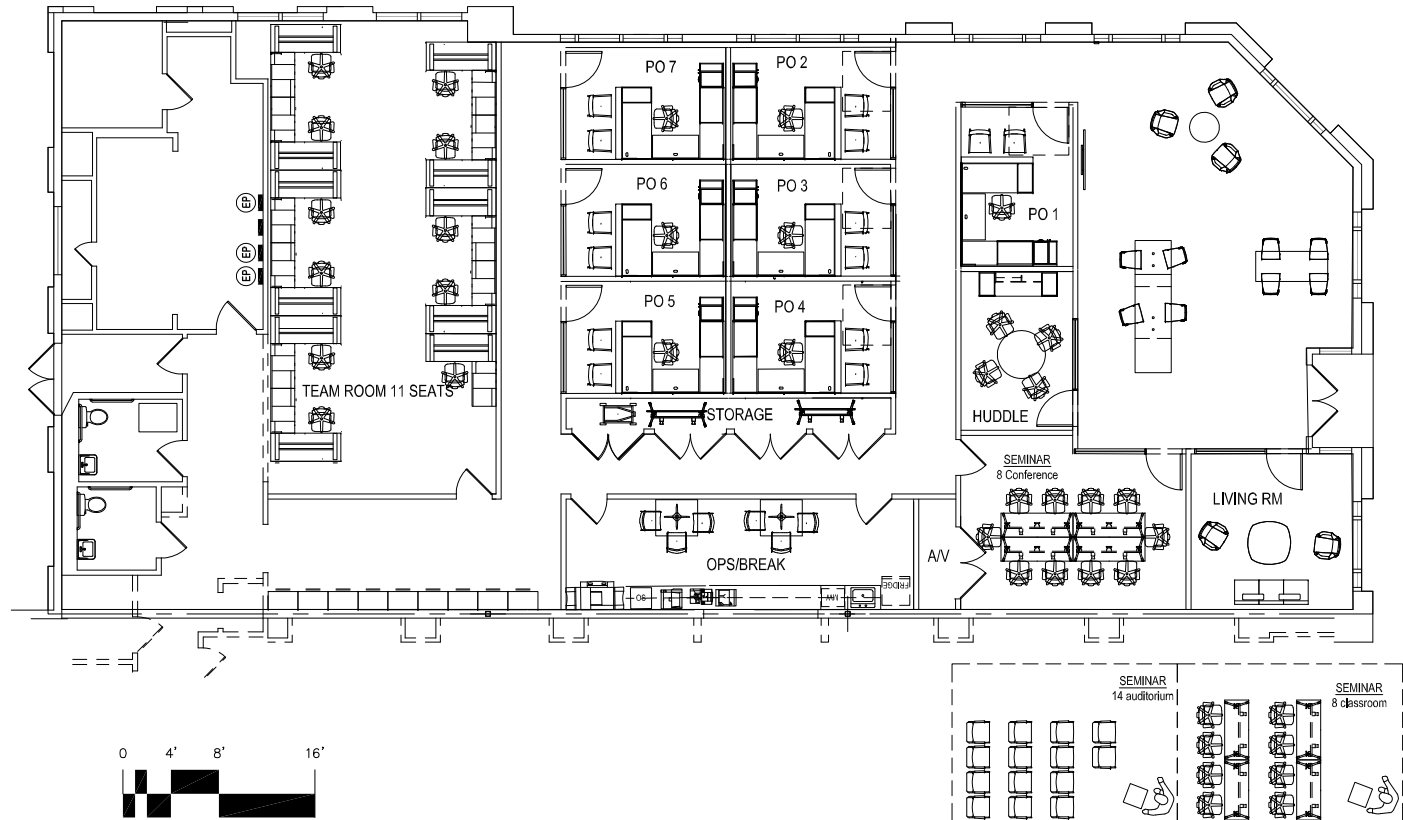 PO 7
PO 2
PO 6
PO 3
PO 1
EP
EP
EP
PO 5
PO 4
TEAM ROOM 11 SEATS
STORAGE
HUDDLE
SEMINAR
8 Conference
LIVING RM
OPS/BREAK
A/V
SO
M/W
FRIDGE
SEMINAR
14 auditorium
SEMINAR
8 classroom
0 4' 8' 16'